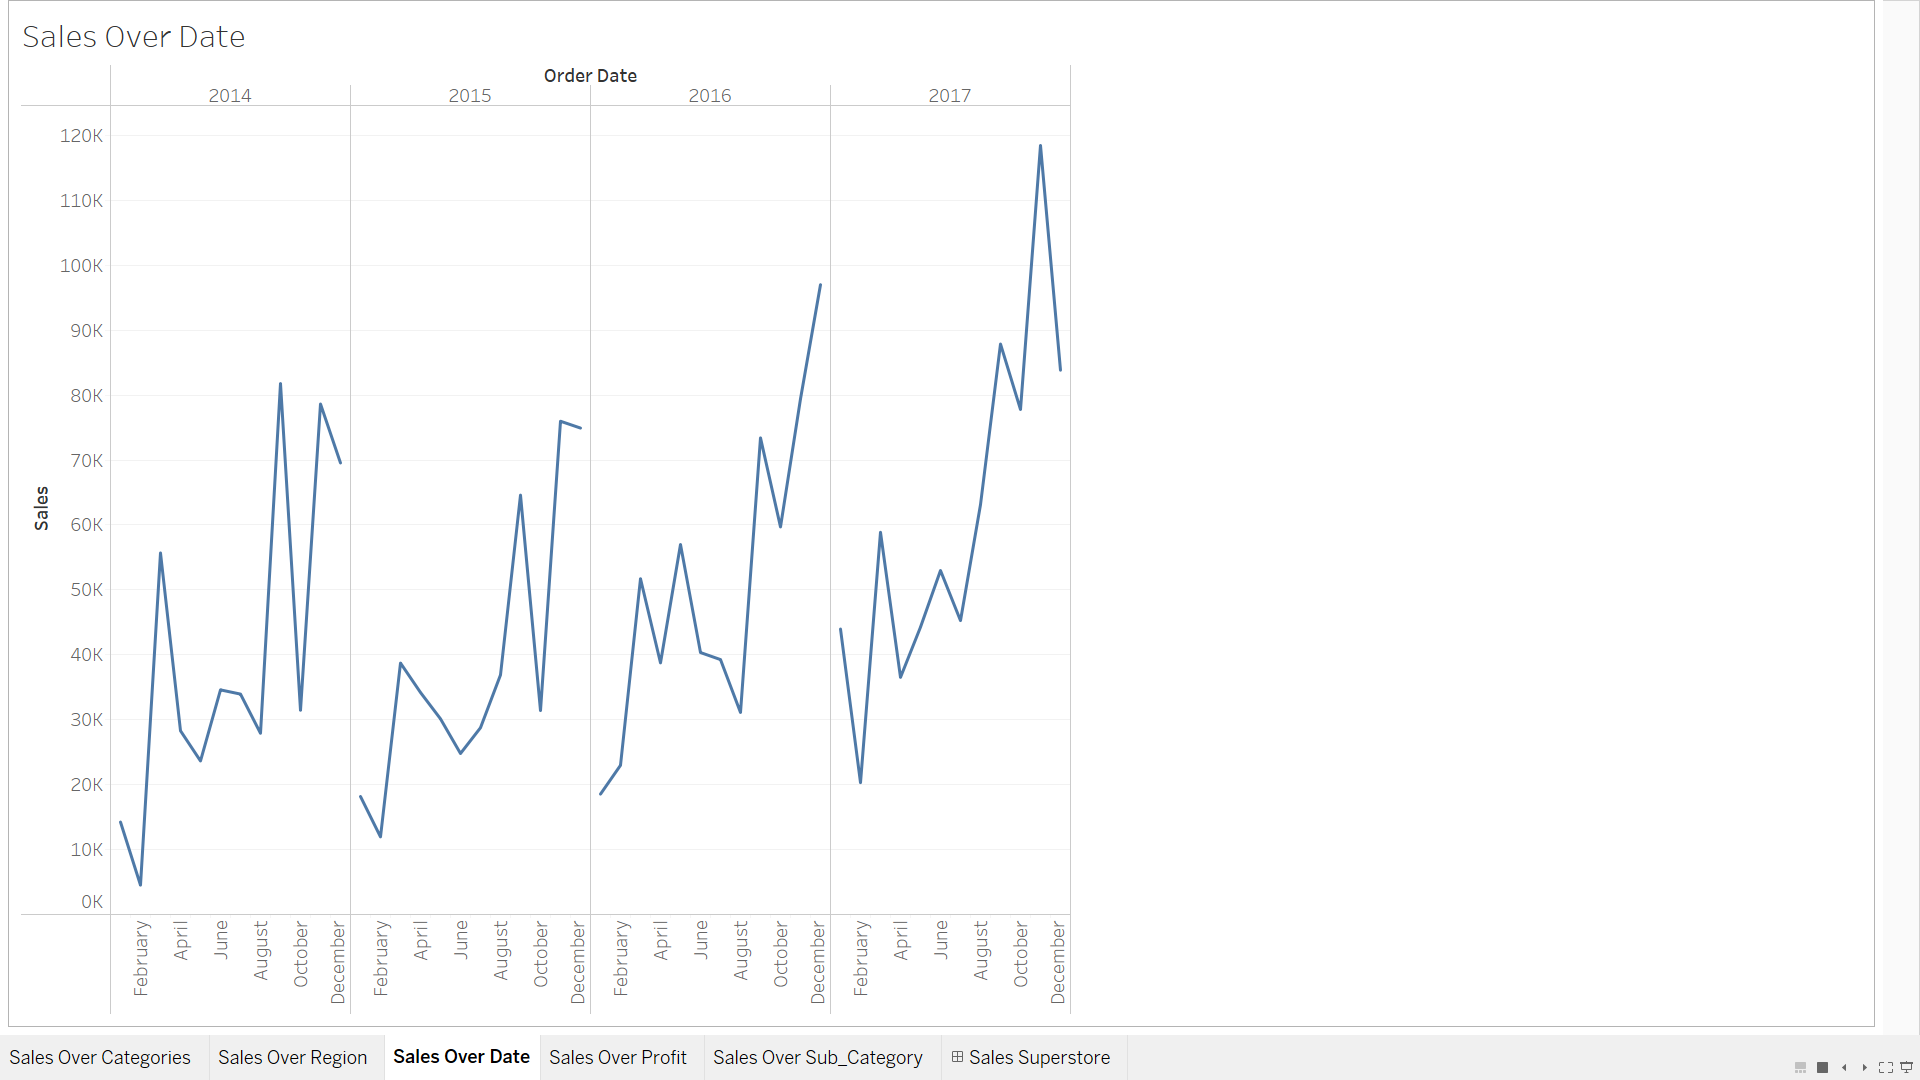 Sales Over Date
Order Date
2014 2015 2016 2017
120K
110K
100K
90K
80K
70K
60K
50K
40K
30K
20K
10K
0K
Sales
February April June August October December February April June August October December February April June August October December February April June August October December
Sales Over Categories Sales Over Region Sales Over Date Sales Over Profit Sales Over Sub_Category Sales Superstore